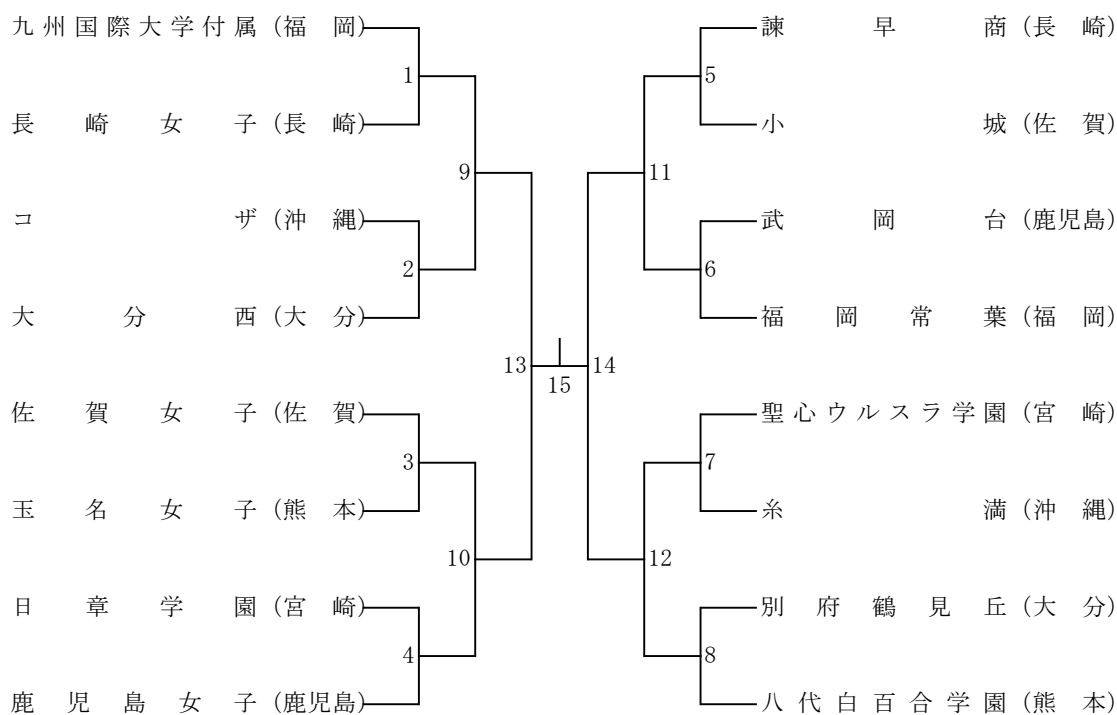 九州国際大学付属 (福岡)
1
長崎女子 (長崎)
9
コザ (沖縄)
2
大分西 (大分)
13
佐賀女子 (佐賀)
3
玉名女子 (熊本)
10
日章学園 (宮崎)
4
鹿児島女子 (鹿児島)
15
諫早商 (長崎)
5
小城 (佐賀)
11
武岡台 (鹿児島)
6
福岡常葉 (福岡)
14
聖心ウルスラ学園 (宮崎)
7
糸満 (沖縄)
12
別府鶴見丘 (大分)
8
八代白百合学園 (熊本)